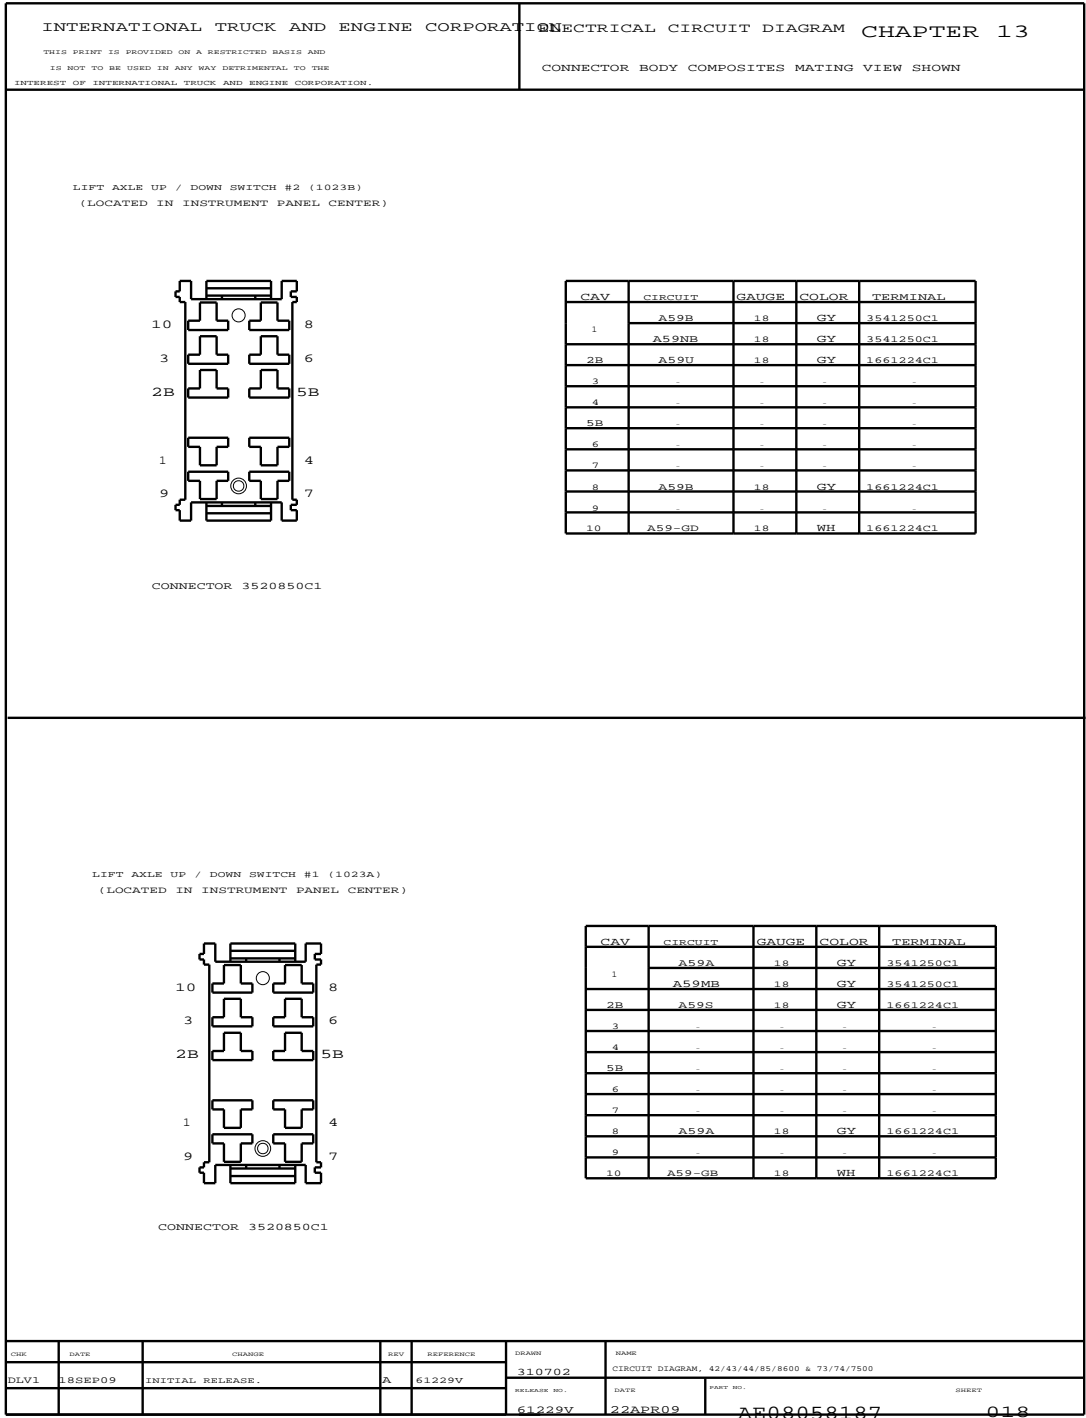 INTERNATIONAL TRUCK AND ENGINE CORPORATION
THIS PRINT IS PROVIDED ON A RESTRICTED BASIS AND
IS NOT TO BE USED IN ANY WAY DETRIMENTAL TO THE
INTEREST OF INTERNATIONAL TRUCK AND ENGINE CORPORATION.
ELECTRICAL CIRCUIT DIAGRAM CHAPTER 13
CONNECTOR BODY COMPOSITES MATING VIEW SHOWN
LIFT AXLE UP / DOWN SWITCH #2 (1023B)
(LOCATED IN INSTRUMENT PANEL CENTER)
10 8
3 6
2B 5B
1 4
9 7
CONNECTOR 3520850C1
CAV CIRCUIT GAUGE COLOR TERMINAL
1 A59B 18 GY 3541250C1
A59NB 18 GY 3541250C1
2B A59U 18 GY 1661224C1
3 - - - -
4 - - - -
5B - - - -
6 - - - -
7 - - - -
8 A59B 18 GY 1661224C1
9 - - - -
10 A59-GD 18 WH 1661224C1
LIFT AXLE UP / DOWN SWITCH #1 (1023A)
(LOCATED IN INSTRUMENT PANEL CENTER)
10 8
3 6
2B 5B
1 4
9 7
CONNECTOR 3520850C1
CAV CIRCUIT GAUGE COLOR TERMINAL
1 A59A 18 GY 3541250C1
A59MB 18 GY 3541250C1
2B A59S 18 GY 1661224C1
3 - - - -
4 - - - -
5B - - - -
6 - - - -
7 - - - -
8 A59A 18 GY 1661224C1
9 - - - -
10 A59-GB 18 WH 1661224C1
CHK DATE CHANGE REV REFERENCE
DLV1 18SEP09 INITIAL RELEASE. A 61229V
DRAWN
310702
NAME
CIRCUIT DIAGRAM, 42/43/44/85/8600 & 73/74/7500
RELEASE NO.
61229V
DATE
22APR09
PART NO.
AE08058187
SHEET
018